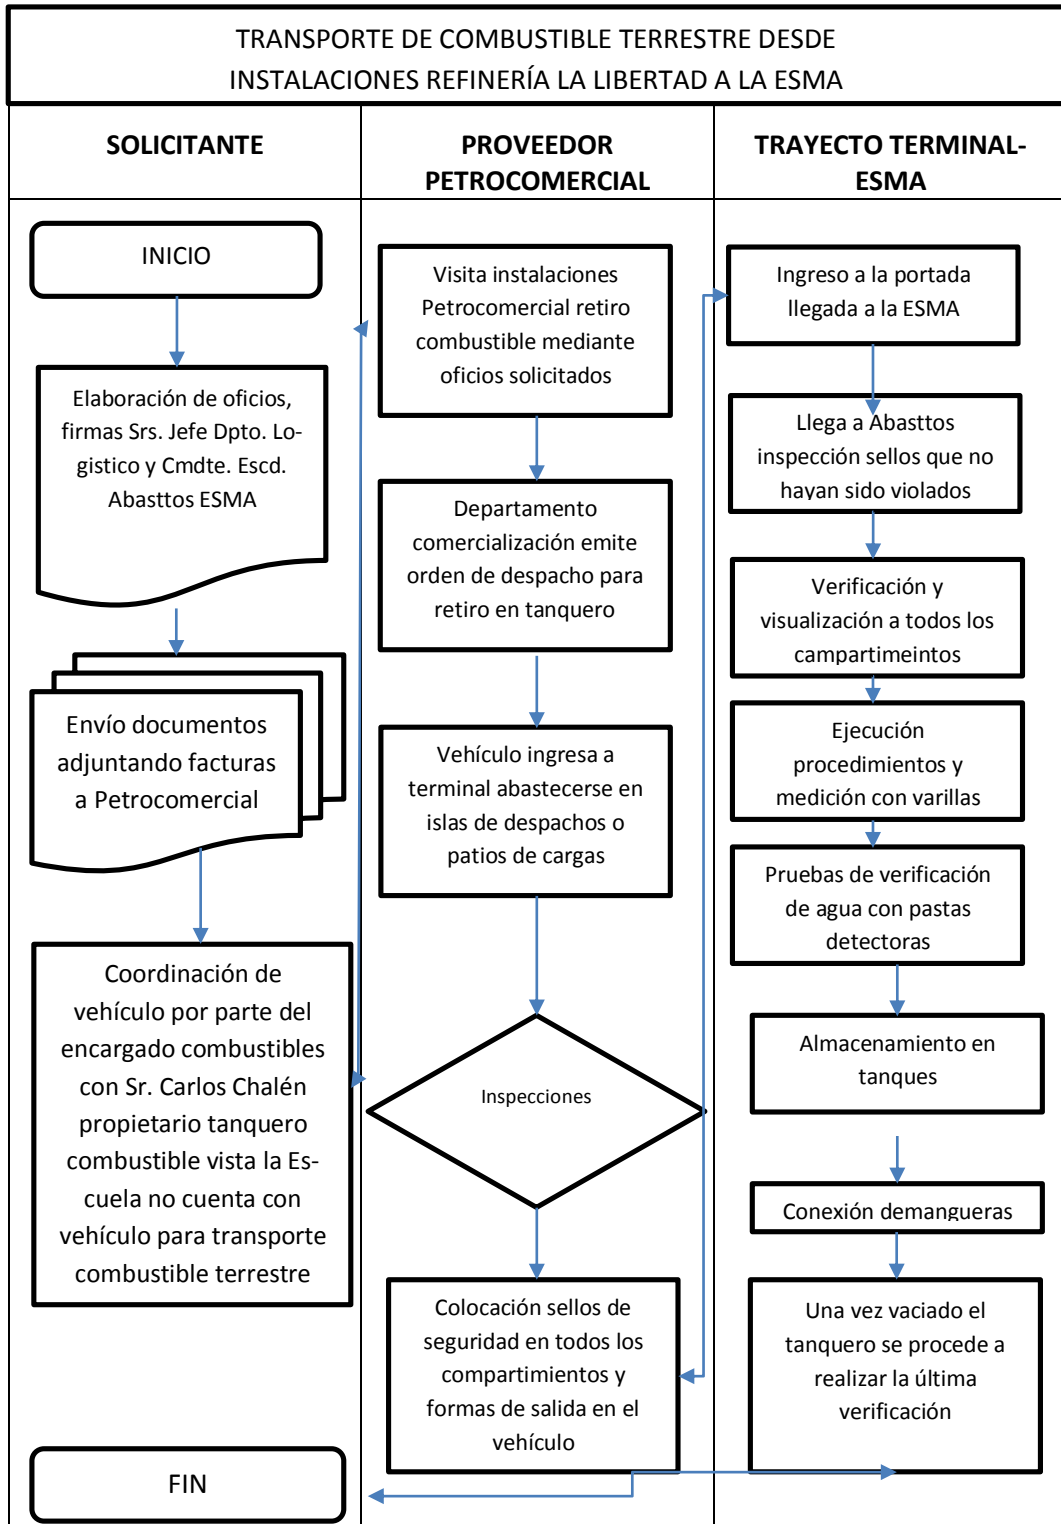 TRANSPORTE DE COMBUSTIBLE TERRESTRE DESDE
INSTALACIONES REFINERÍA LA LIBERTAD A LA ESMA
SOLICITANTE
INICIO
Elaboración de oficios,
firmas Srs. Jefe Dpto. Lo-
gistico y Cmdte. Escd.
Abasttos ESMA
Envío documentos
adjuntando facturas
a Petrocomercial
Coordinación de
vehículo por parte del
encargado combustibles
con Sr. Carlos Chalén
propietario tanquero
combustible vista la Es-
cuela no cuenta con
vehículo para transporte
combustible terrestre
FIN
PROVEEDOR
PETROCOMERCIAL
Visita instalaciones
Petrocomercial retiro
combustible mediante
oficios solicitados
Departamento
comercialización emite
orden de despacho para
retiro en tanquero
Vehículo ingresa a
terminal abastecerse en
islas de despachos o
patios de cargas
Inspecciones
Colocación sellos de
seguridad en todos los
compartimientos y
formas de salida en el
vehículo
TRAYECTO TERMINAL-
ESMA
Ingreso a la portada
llegada a la ESMA
Llega a Abasttos
inspección sellos que no
hayan sido violados
Verificación y
visualización a todos los
campartimeintos
Ejecución
procedimientos y
medición con varillas
Pruebas de verificación
de agua con pastas
detectoras
Almacenamiento en
tanques
Conexión demangueras
Una vez vaciado el
tanquero se procede a
realizar la última
verificación